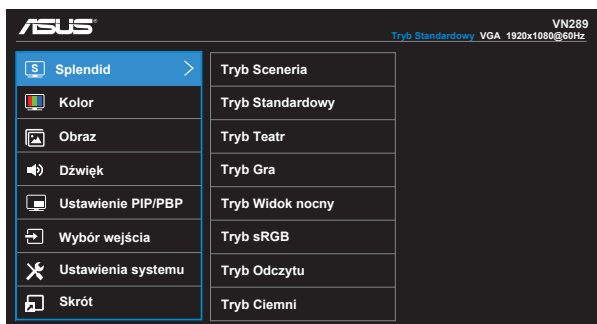 ASUS
VN289
Tryb Standardowy VGA 1920x1080@60Hz
S Splendid
Kolor
Obraz
Dźwięk
Ustawienie PIP/PBP
Wybór wejścia
Ustawienia systemu
Skrót
Tryb Sceneria
Tryb Standardowy
Tryb Teatr
Tryb Gra
Tryb Widok nocny
Tryb sRGB
Tryb Odczytu
Tryb Ciemni